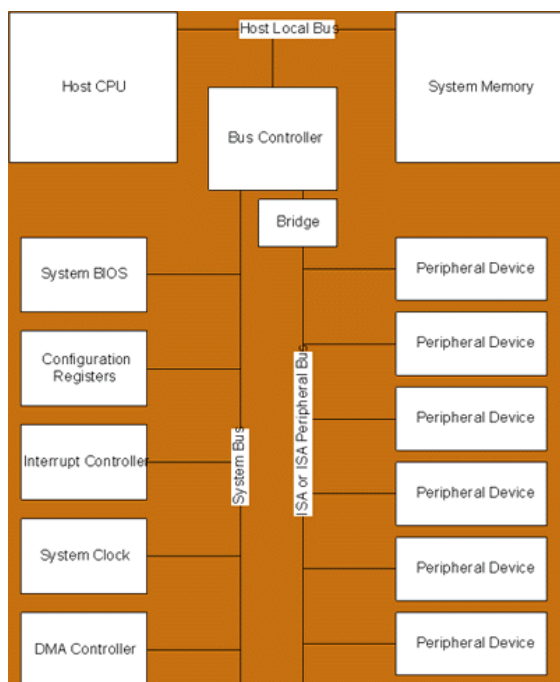 Host Local Bus
Host CPU
System Memory
Bus Controller
Bridge
System BIOS
Peripheral Device
Configuration
Registers
Peripheral Device
Interrupt Controller
System Bus
ISA or ISA Peripheral Bus
Peripheral Device
Peripheral Device
System Clock
Peripheral Device
DMA Controller
Peripheral Device